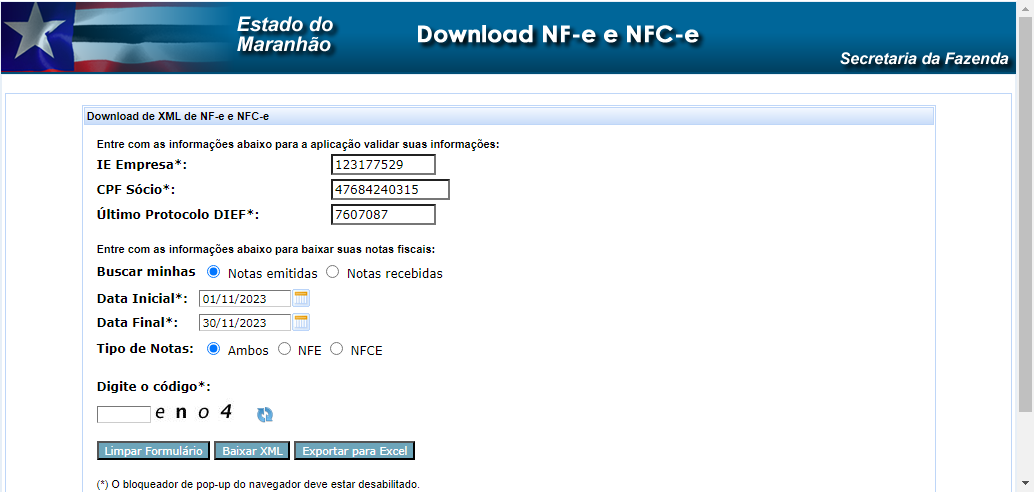 Estado do
Maranhão
Download NF-e e NFC-e
Secretaria da Fazenda
Download de XML de NF-e e NFC-e
Entre com as informações abaixo para a aplicação validar suas informações:
IE Empresa*: 123177529
CPF Sócio*: 47684240315
Último Protocolo DIEF*: 7607087
Entre com as informações abaixo para baixar suas notas fiscais:
Buscar minhas Notas emitidas Notas recebidas
Data Inicial*: 01/11/2023
Data Final*: 30/11/2023
Tipo de Notas: Ambos NFE NFCE
Digite o código*:
e n o 4
Limpar Formulário Baixar XML Exportar para Excel
(*) O bloqueador de pop-up do navegador deve estar desabilitado.